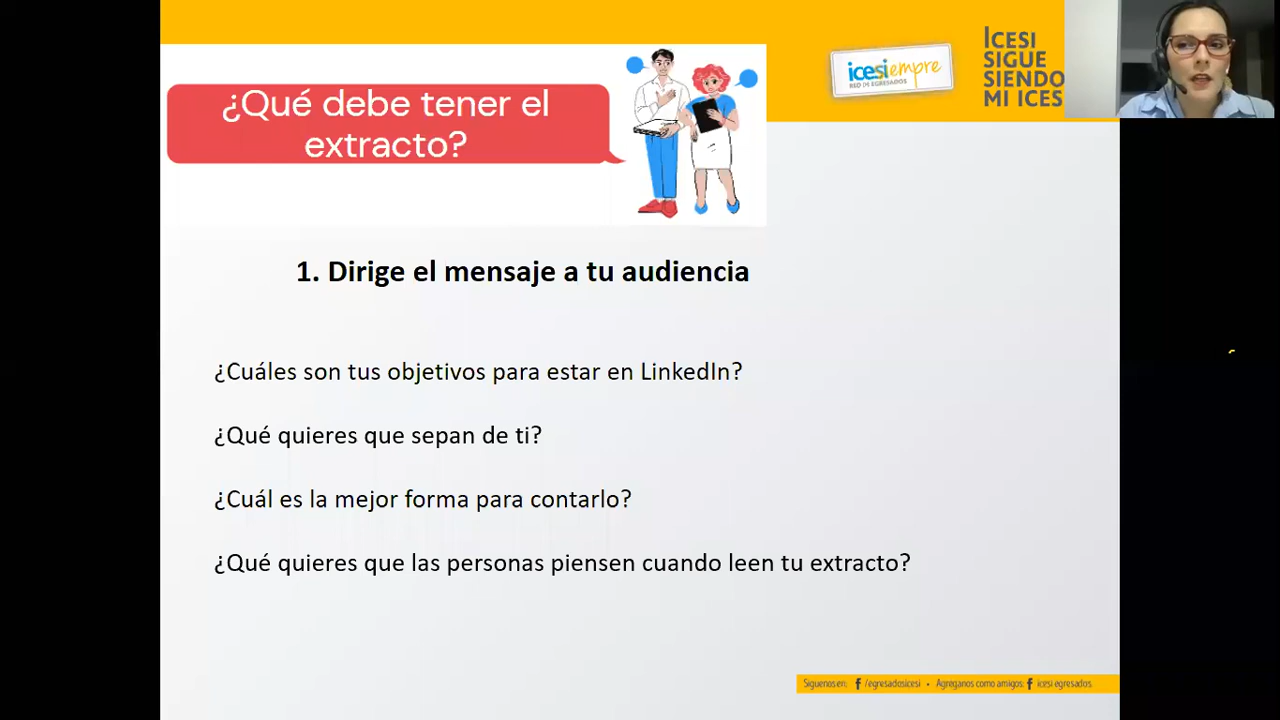 ¿Qué debe tener el
extracto?
icesiempre
RED DE EGRESADOS
ICESI
SIGUE
SIENDO
MI ICES
1. Dirige el mensaje a tu audiencia
¿Cuáles son tus objetivos para estar en LinkedIn?
¿Qué quieres que sepan de ti?
¿Cuál es la mejor forma para contarlo?
¿Qué quieres que las personas piensen cuando leen tu extracto?
Síguenos en: f /egresadosicesi • Agréganos como amigos: f icesi egresados.